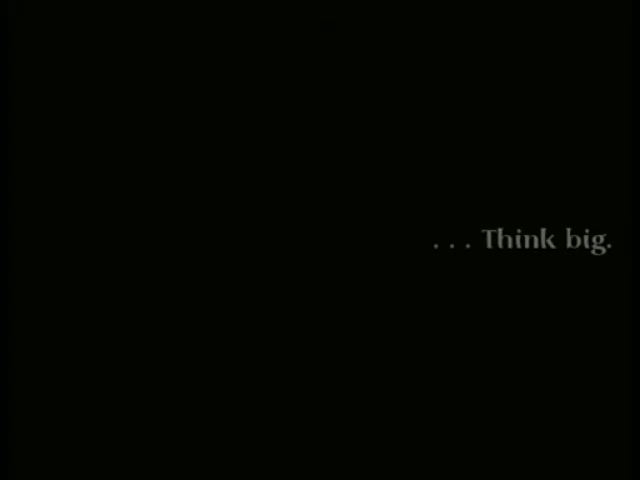 . . . Think big.